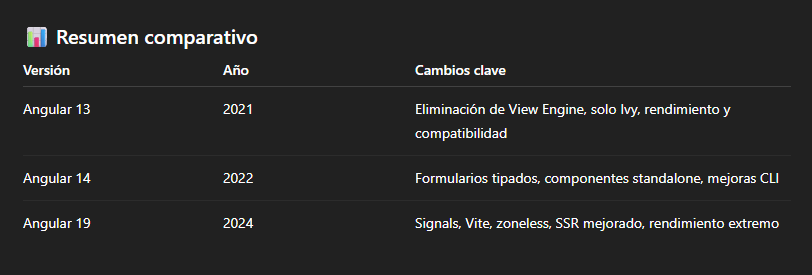 📊 Resumen comparativo
Versión Año Cambios clave
Angular 13 2021 Eliminación de View Engine, solo Ivy, rendimiento y
compatibilidad
Angular 14 2022 Formularios tipados, componentes standalone, mejoras CLI
Angular 19 2024 Signals, Vite, zoneless, SSR mejorado, rendimiento extremo